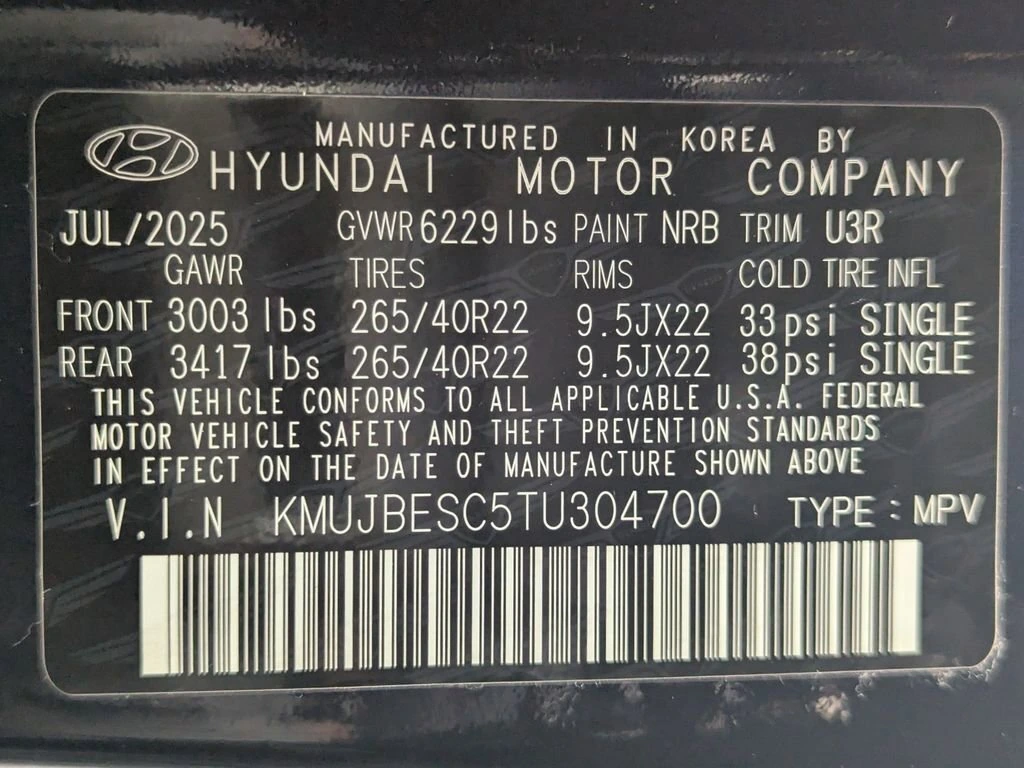 MANUFACTURED IN KOREA BY
HYUNDAI MOTOR COMPANY
JUL/2025 GVWR 6229lbs PAINT NRB TRIM U3R
GAWR TIRES RIMS COLD TIRE INFL
FRONT 3003 lbs 265/40R22 9.5JX22 33psi SINGLE
REAR 3417 lbs 265/40R22 9.5JX22 38psi SINGLE
THIS VEHICLE CONFORMS TO ALL APPLICABLE U.S.A. FEDERAL
MOTOR VEHICLE SAFETY AND THEFT PREVENTION STANDARDS
IN EFFECT ON THE DATE OF MANUFACTURE SHOWN ABOVE
V.I.N KMUJBESC5TU304700 TYPE : MPV